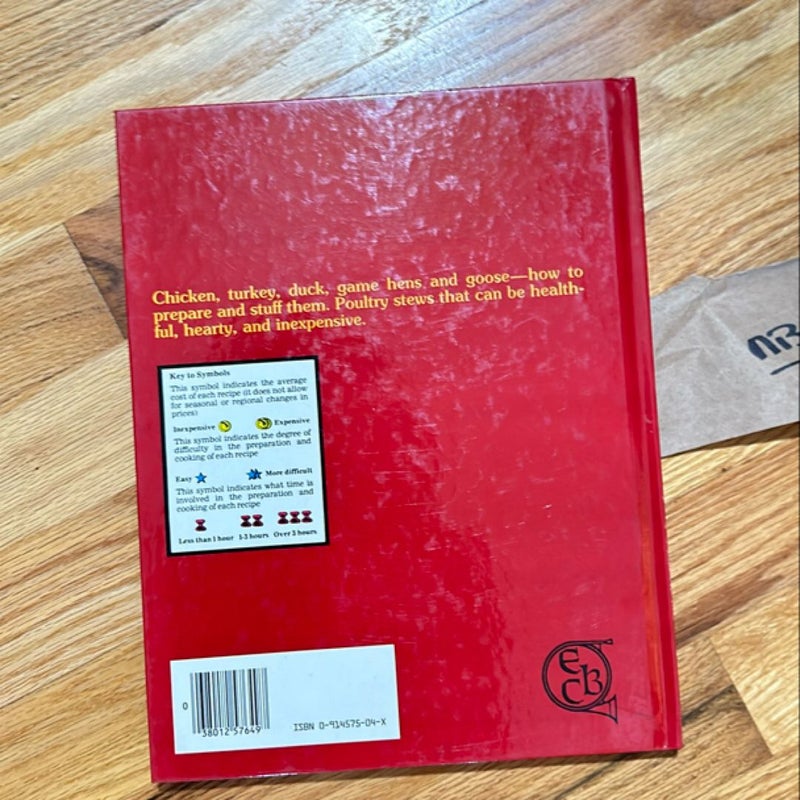 Chicken, turkey, duck, game hens and goose—how to
prepare and stuff them. Poultry stews that can be health-
ful, hearty, and inexpensive.
Key to Symbols
This symbol indicates the average
cost of each recipe (it does not allow
for seasonal or regional changes in
prices)
Inexpensive Expensive
This symbol indicates the degree of
difficulty in the preparation and
cooking of each recipe
Easy More difficult
This symbol indicates what time is
involved in the preparation and
cooking of each recipe
Less than 1 hour 1-3 hours Over 3 hours
0 38012"57649
ISBN 0-914575-04-X
ECB